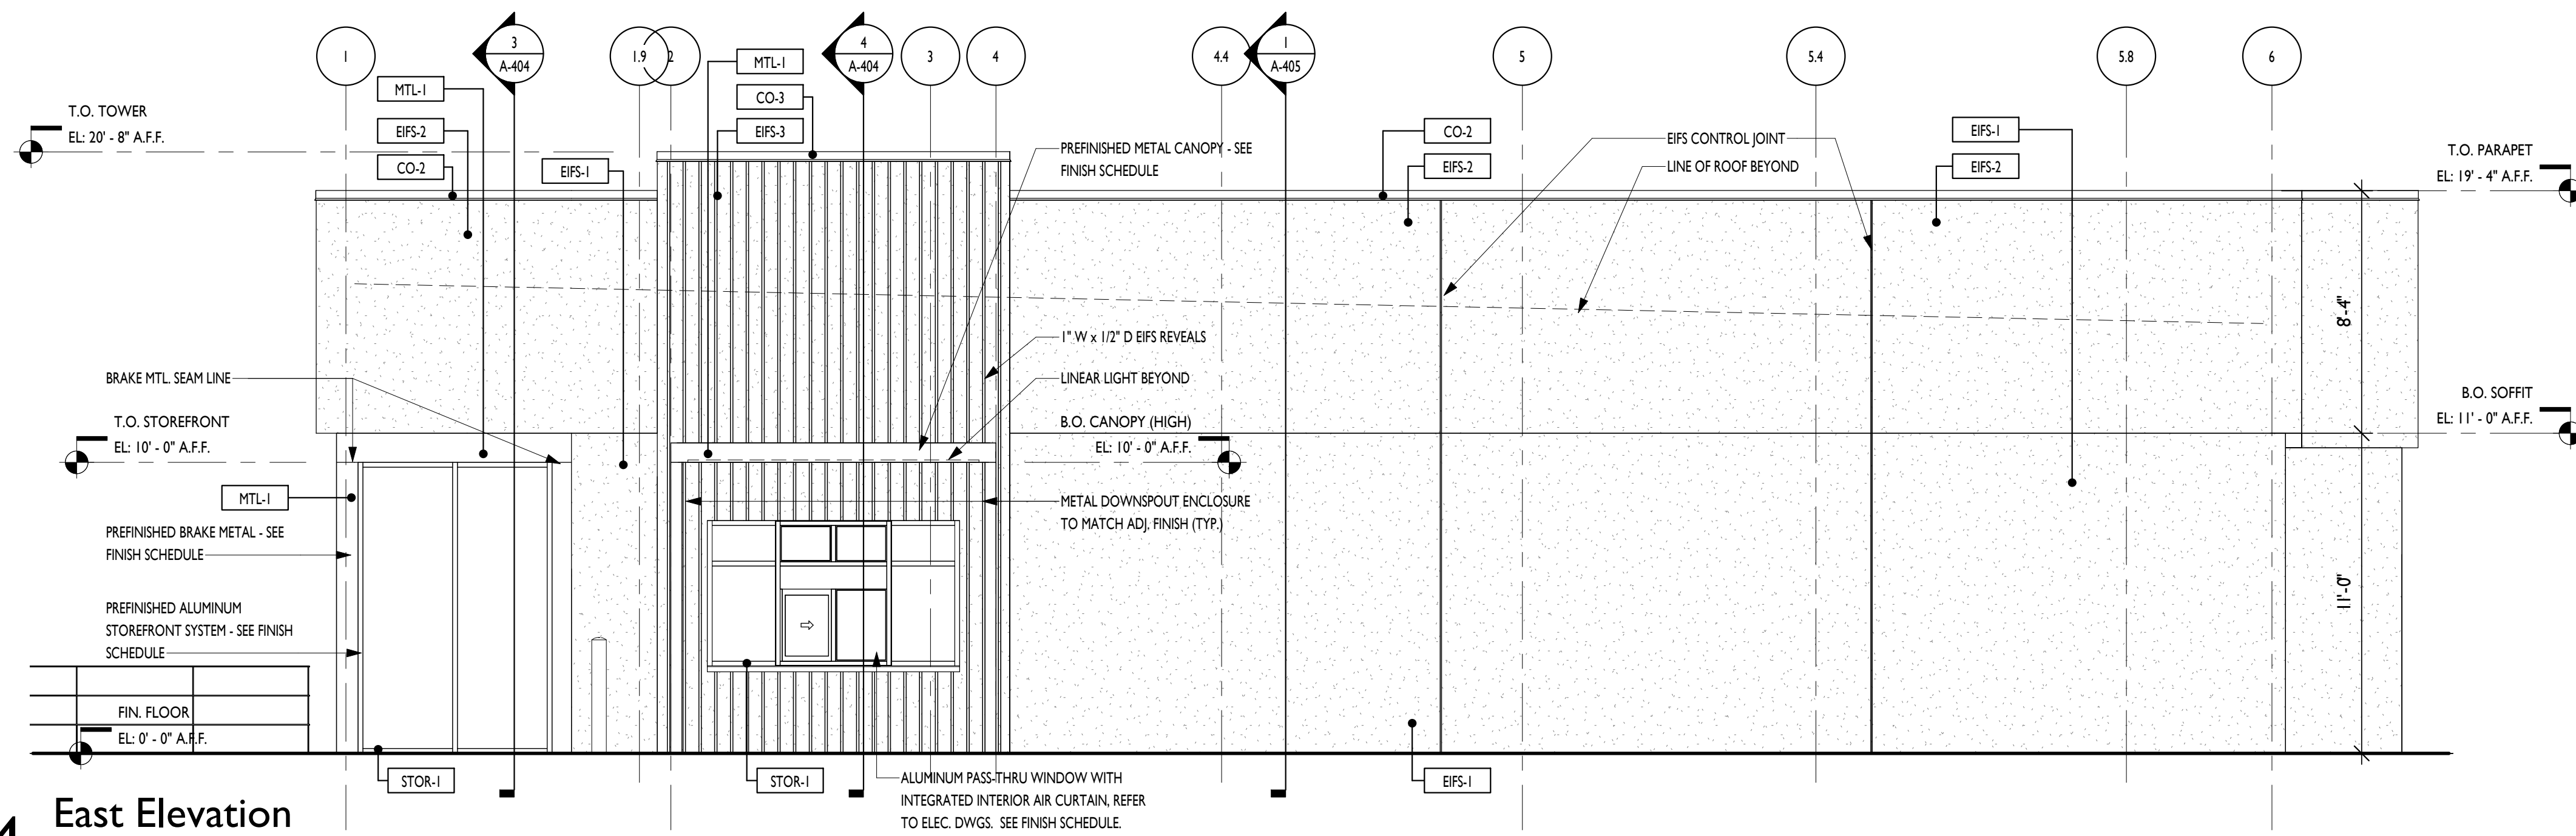 1
3
A-404
1.9
2
4
A-404
3
4
4.4
1
A-405
5
5.4
5.8
6
MTL-1
EIFS-2
CO-2
EIFS-1
MTL-1
CO-3
EIFS-3
CO-2
EIFS-2
EIFS-1
EIFS-2
T.O. TOWER
EL: 20' - 8" A.F.F.
PREFINISHED METAL CANOPY - SEE
FINISH SCHEDULE
EIFS CONTROL JOINT
LINE OF ROOF BEYOND
T.O. PARAPET
EL: 19' - 4" A.F.F.
8'-4"
1" W x 1/2" D EIFS REVEALS
LINEAR LIGHT BEYOND
BRAKE MTL. SEAM LINE
T.O. STOREFRONT
EL: 10' - 0" A.F.F.
B.O. CANOPY (HIGH)
EL: 10' - 0" A.F.F.
B.O. SOFFIT
EL: 11' - 0" A.F.F.
MTL-1
METAL DOWNSPOUT ENCLOSURE
TO MATCH ADJ. FINISH (TYP.)
PREFINISHED BRAKE METAL - SEE
FINISH SCHEDULE
11'-0"
PREFINISHED ALUMINUM
STOREFRONT SYSTEM - SEE FINISH
SCHEDULE
FIN. FLOOR
EL: 0' - 0" A.F.F.
STOR-1
STOR-1
EIFS-1
ALUMINUM PASS-THRU WINDOW WITH
INTEGRATED INTERIOR AIR CURTAIN, REFER
TO ELEC. DWGS. SEE FINISH SCHEDULE.
4
East Elevation